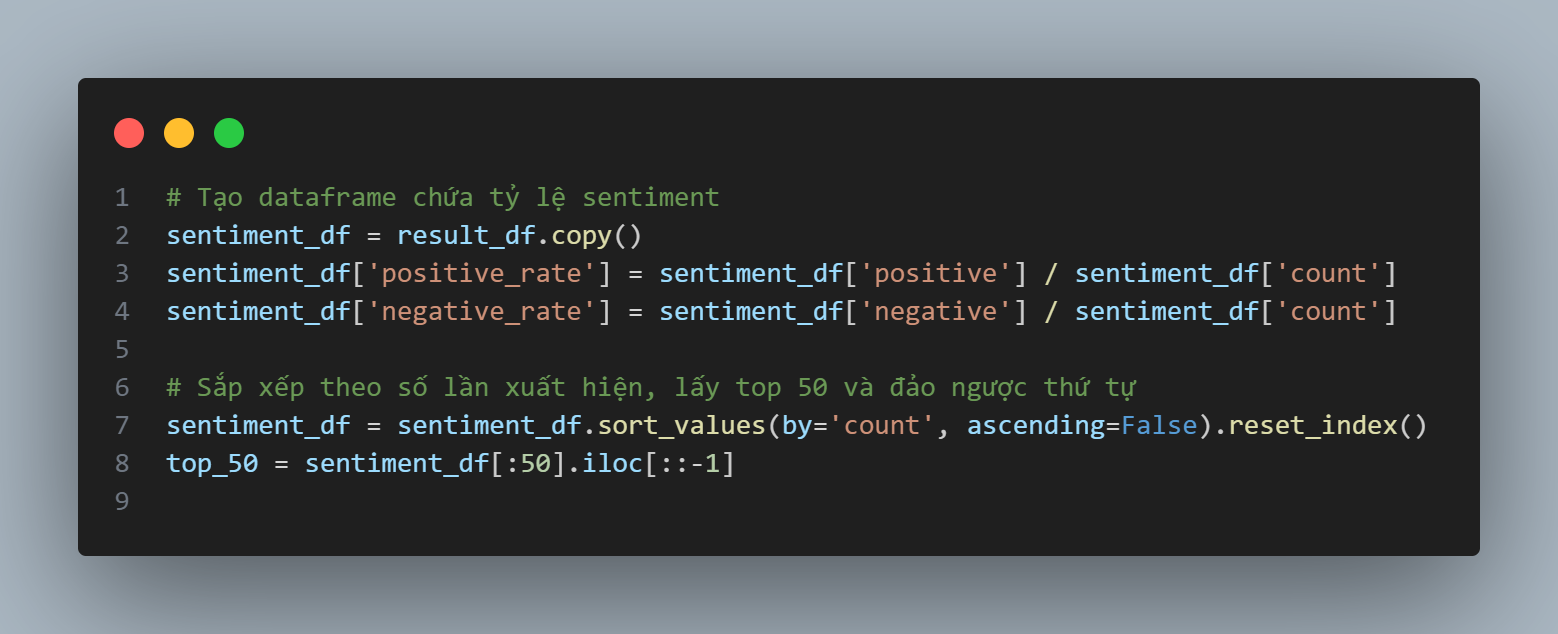 1 # Tạo dataframe chứa tỷ lệ sentiment
2 sentiment_df = result_df.copy()
3 sentiment_df['positive_rate'] = sentiment_df['positive'] / sentiment_df['count']
4 sentiment_df['negative_rate'] = sentiment_df['negative'] / sentiment_df['count']
5
6 # Sắp xếp theo số lần xuất hiện, lấy top 50 và đảo ngược thứ tự
7 sentiment_df = sentiment_df.sort_values(by='count', ascending=False).reset_index()
8 top_50 = sentiment_df[:50].iloc[::-1]
9